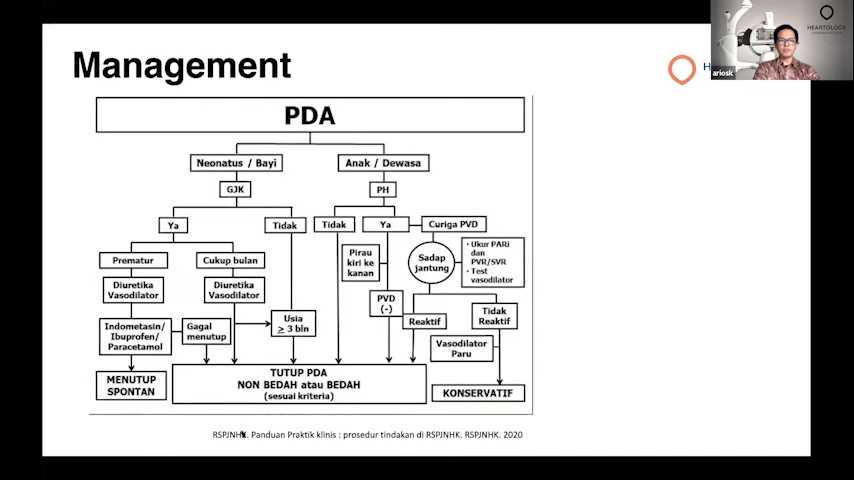 HEARTOLOGY
ariosk
Management
PDA
Neonatus / Bayi
Anak / Dewasa
GJK
PH
Ya
Tidak
Tidak
Ya
Curiga PVD
Prematur
Cukup bulan
Pirau
kiri ke
kanan
Sadap
jantung
• Ukur PARi
dan
PVR/SVR
• Test
vasodilator
Diuretika
Vasodilator
Diuretika
Vasodilator
PVD
(-)
Usia
≥ 3 bln
Reaktif
Tidak
Reaktif
Indometasin/
Ibuprofen/
Paracetamol
Gagal
menutup
Vasodilator
Paru
MENUTUP
SPONTAN
TUTUP PDA
NON BEDAH atau BEDAH
(sesuai kriteria)
KONSERVATIF
RSPJNHK. Panduan Praktik klinis : prosedur tindakan di RSPJNHK. RSPJNHK. 2020